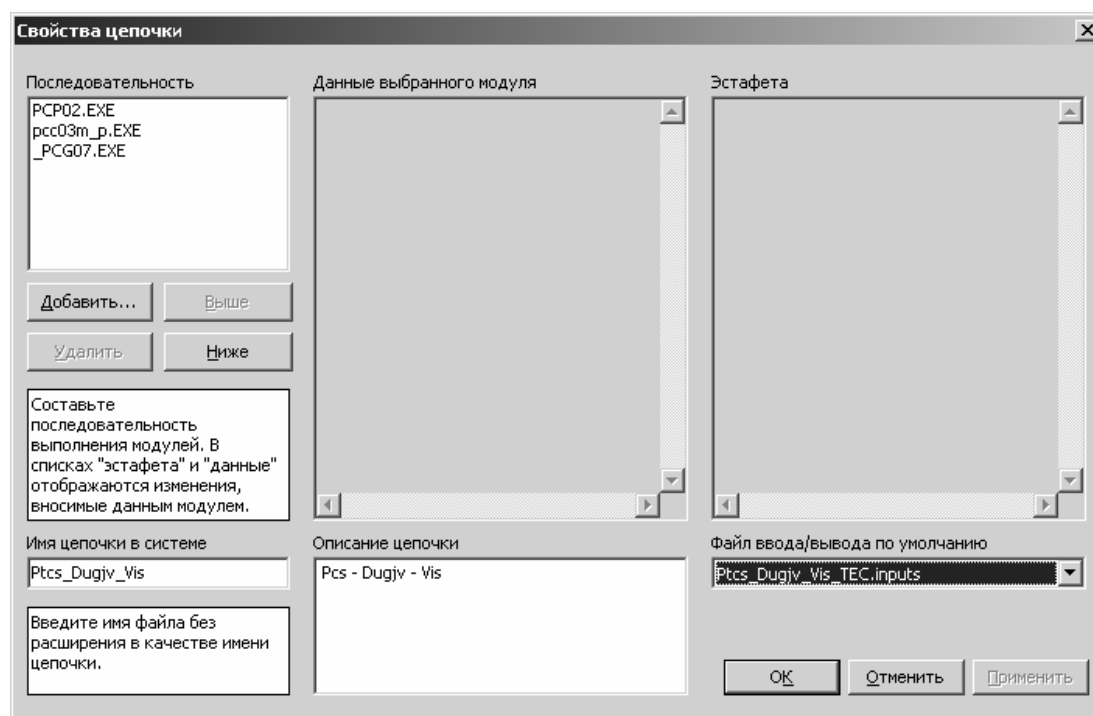 Свойства цепочки
Последовательность
PCP02.EXE
pcc03m_p.EXE
_PCG07.EXE
Добавить...
Выше
Удалить
Ниже
Составьте
последовательность
выполнения модулей. В
списках "эстафета" и "данные"
отображаются изменения,
вносимые данным модулем.
Имя цепочки в системе
Ptcs_Dugjv_Vis
Введите имя файла без
расширения в качестве имени
цепочки.
Данные выбранного модуля
Описание цепочки
Pcs - Dugjv - Vis
Эстафета
Файл ввода/вывода по умолчанию
Ptcs_Dugjv_Vis_TEC.inputs
ОК
Отменить
Применить